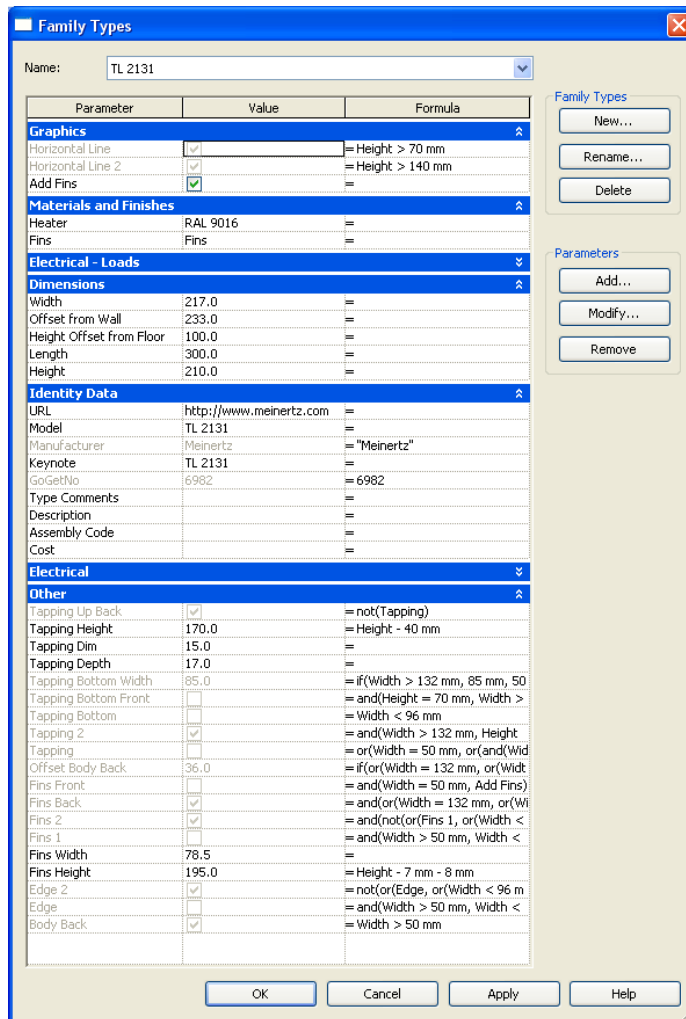 Family Types
Name: TL 2131
Parameter Value Formula
Graphics
Horizontal Line = Height > 70 mm
Horizontal Line 2 = Height > 140 mm
Add Fins =
Materials and Finishes
Heater RAL 9016 =
Fins Fins =
Electrical - Loads
Dimensions
Width 217.0 =
Offset from Wall 233.0 =
Height Offset from Floor 100.0 =
Length 300.0 =
Height 210.0 =
Identity Data
URL http://www.meinertz.com =
Model TL 2131 =
Manufacturer Meinertz = "Meinertz"
Keynote TL 2131 =
GoGetNo 6982 = 6982
Type Comments =
Description =
Assembly Code =
Cost =
Electrical
Other
Tapping Up Back = not(Tapping)
Tapping Height 170.0 = Height - 40 mm
Tapping Dim 15.0 =
Tapping Depth 17.0 =
Tapping Bottom Width 85.0 = if(Width > 132 mm, 85 mm, 50
Tapping Bottom Front = and(Height = 70 mm, Width >
Tapping Bottom = Width < 96 mm
Tapping 2 = and(Width > 132 mm, Height
Tapping = or(Width = 50 mm, or(and(Wid
Offset Body Back 36.0 = if(or(Width = 132 mm, or(Widt
Fins Front = and(Width = 50 mm, Add Fins)
Fins Back = and(or(Width = 132 mm, or(Wi
Fins 2 = and(not(or(Fins 1, or(Width <
Fins 1 = and(Width > 50 mm, Width <
Fins Width 78.5 =
Fins Height 195.0 = Height - 7 mm - 8 mm
Edge 2 = not(or(Edge, or(Width < 96 m
Edge = and(Width > 50 mm, Width <
Body Back = Width > 50 mm
Family Types
New...
Rename...
Delete
Parameters
Add...
Modify...
Remove
OK Cancel Apply Help